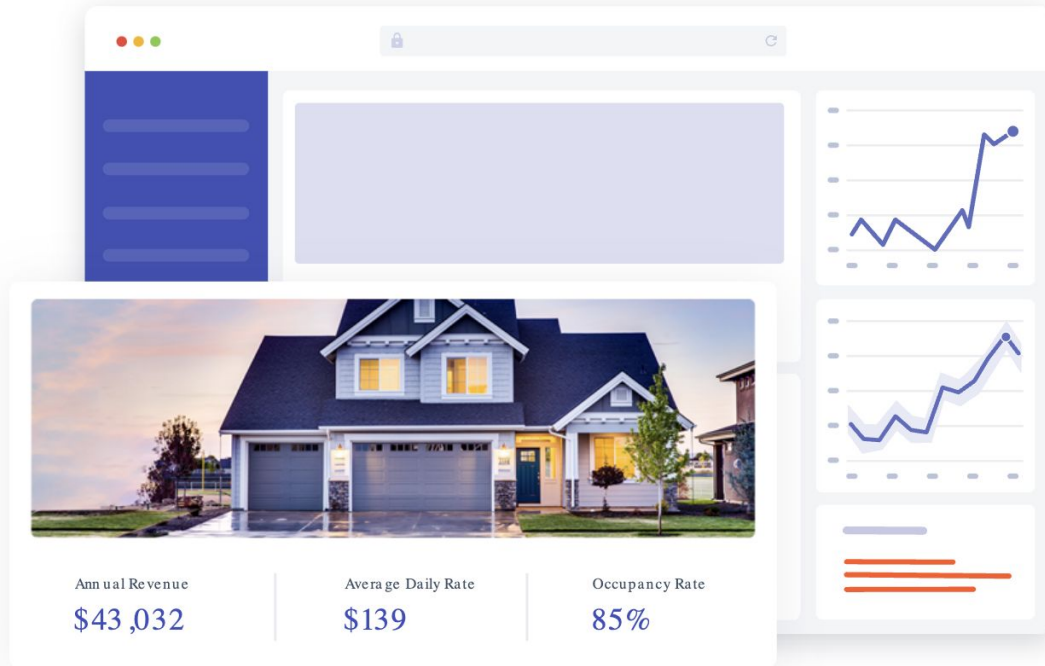 Annual Revenue
$43,032
Average Daily Rate
$139
Occupancy Rate
85%